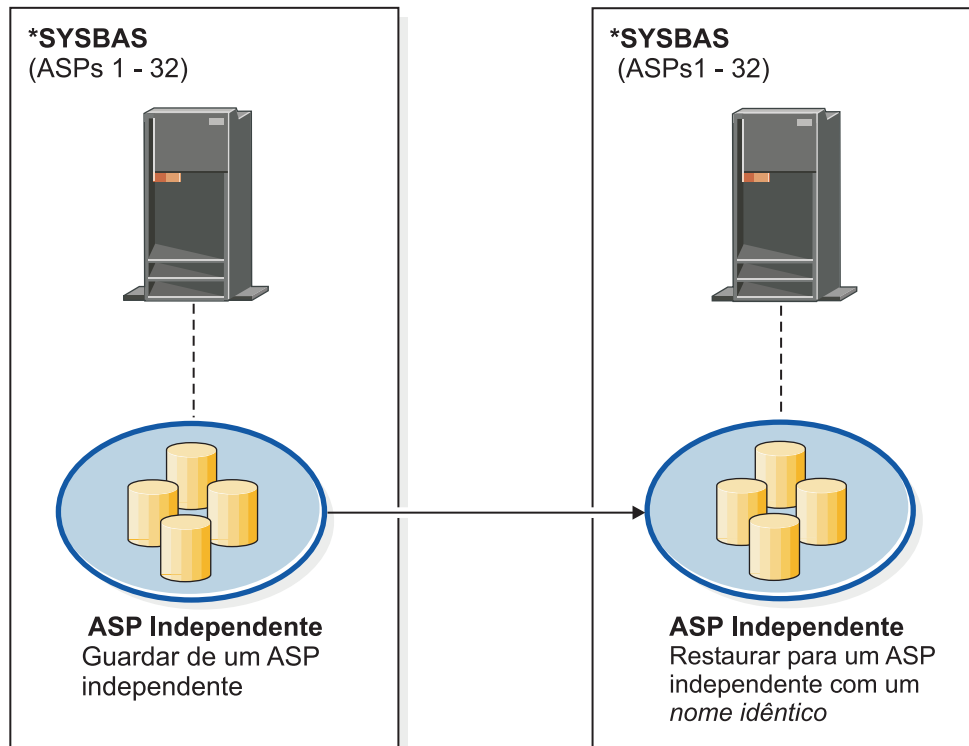 *SYSBAS
(ASPs 1 - 32)
ASP Independente
Guardar de um ASP
independente
*SYSBAS
(ASPs1 - 32)
ASP Independente
Restaurar para um ASP
independente com um
nome idêntico